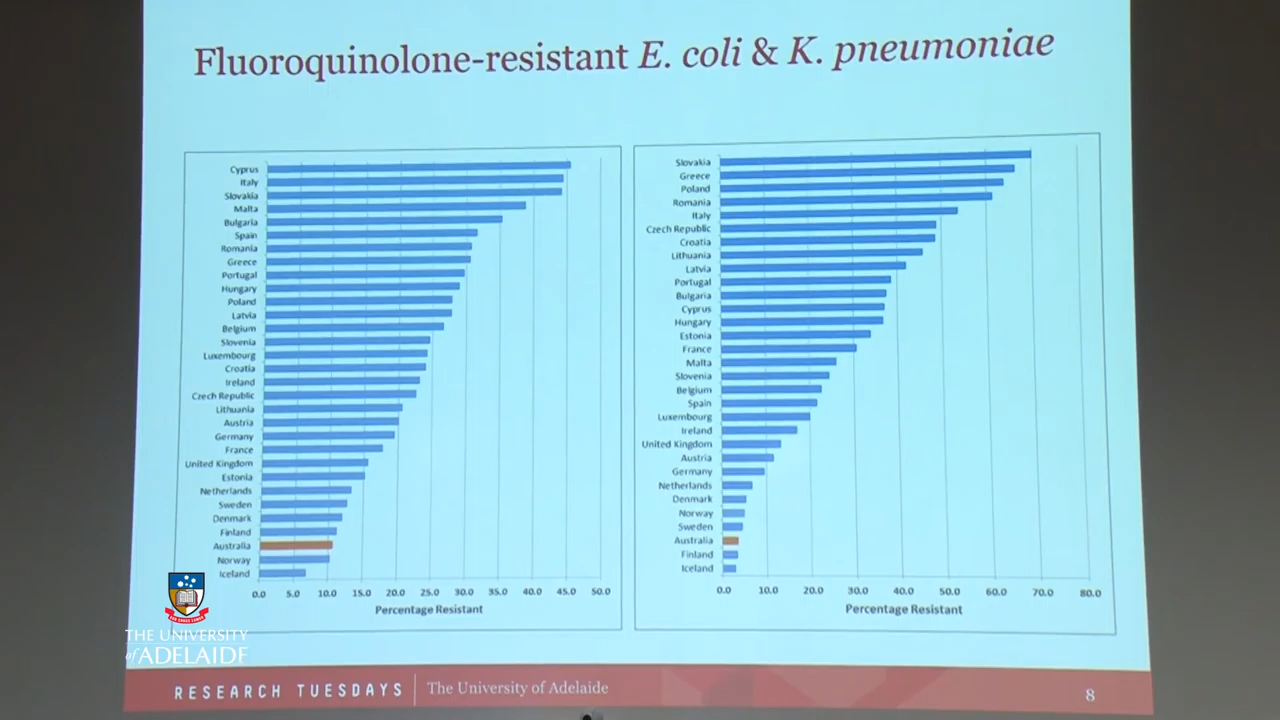 Fluoroquinolone-resistant E. coli & K. pneumoniae
Cyprus
Italy
Slovakia
Malta
Bulgaria
Spain
Romania
Greece
Portugal
Hungary
Poland
Latvia
Belgium
Slovenia
Luxembourg
Croatia
Ireland
Czech Republic
Lithuania
Austria
Germany
France
United Kingdom
Estonia
Netherlands
Sweden
Denmark
Finland
Australia
Norway
Iceland
0.0 5.0 10.0 15.0 20.0 25.0 30.0 35.0 40.0 45.0 50.0
Percentage Resistant
Slovakia
Greece
Poland
Romania
Italy
Czech Republic
Croatia
Lithuania
Latvia
Portugal
Bulgaria
Cyprus
Hungary
Estonia
France
Malta
Slovenia
Belgium
Spain
Luxembourg
Ireland
United Kingdom
Austria
Germany
Netherlands
Denmark
Norway
Sweden
Australia
Finland
Iceland
0.0 10.0 20.0 30.0 40.0 50.0 60.0 70.0 80.0
Percentage Resistant
THE UNIVERSITY
of ADELAIDE
RESEARCH TUESDAYS
The University of Adelaide
8